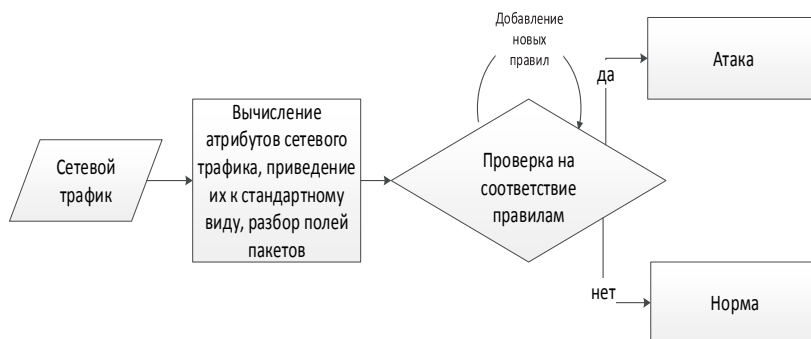 Сетевой
трафик
Вычисление
атрибутов сетевого
трафика, приведение
их к стандартному
виду, разбор полей
пакетов
Добавление
новых
правил
Проверка на
соответствие
правилам
да
Атака
нет
Норма